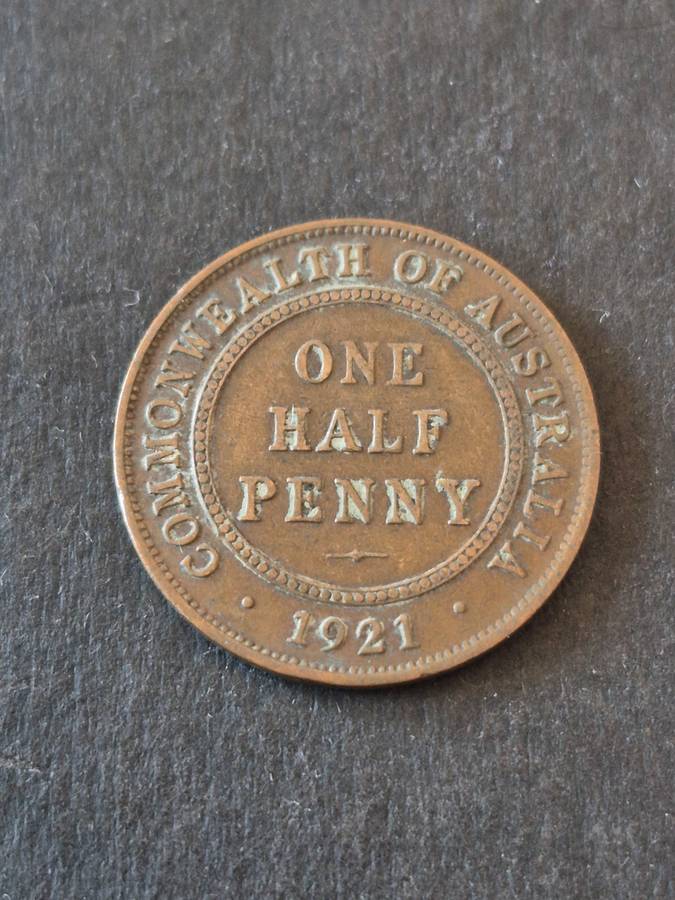 COMMONWEALTH OF AUSTRALIA
ONE
HALF
PENNY
1921